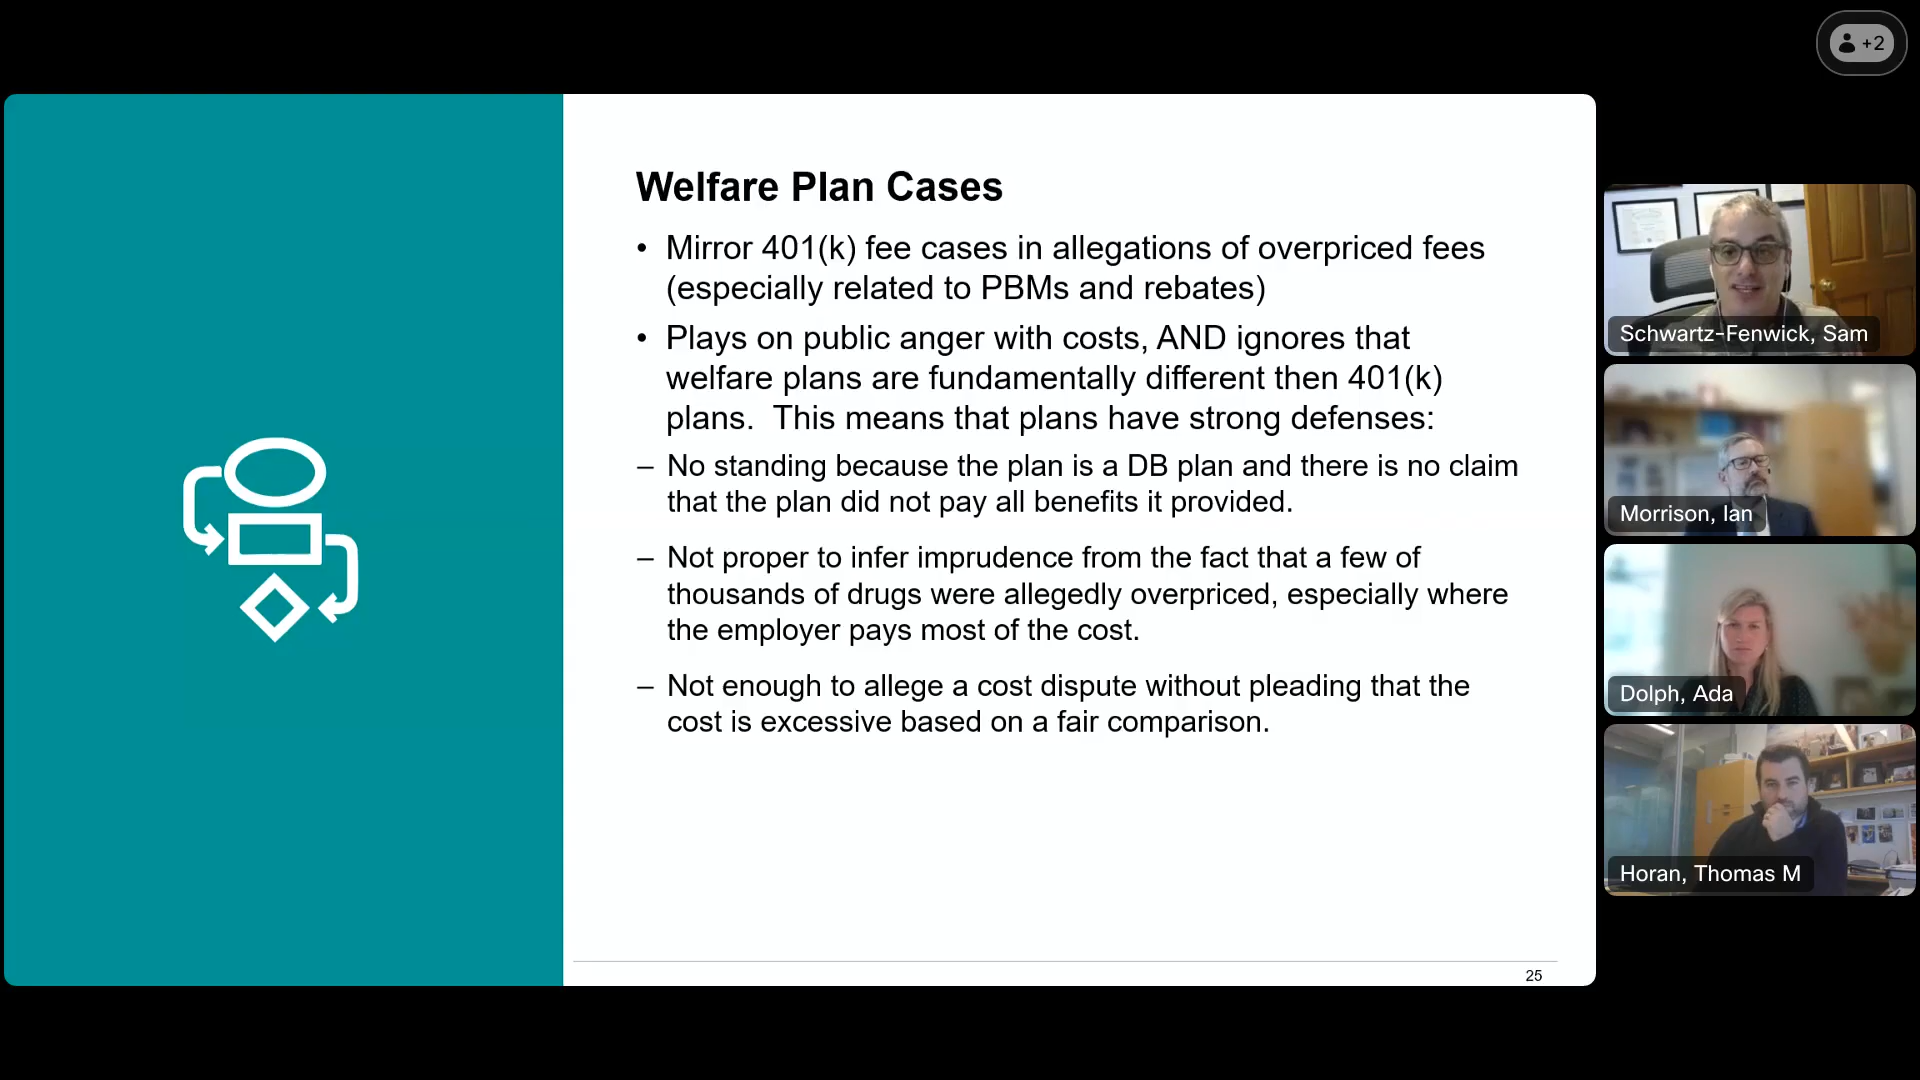 +2
Welfare Plan Cases
• Mirror 401(k) fee cases in allegations of overpriced fees
(especially related to PBMs and rebates)
• Plays on public anger with costs, AND ignores that
welfare plans are fundamentally different then 401(k)
plans.  This means that plans have strong defenses:
– No standing because the plan is a DB plan and there is no claim
that the plan did not pay all benefits it provided.
– Not proper to infer imprudence from the fact that a few of
thousands of drugs were allegedly overpriced, especially where
the employer pays most of the cost.
– Not enough to allege a cost dispute without pleading that the
cost is excessive based on a fair comparison.
25
Schwartz-Fenwick, Sam
Morrison, Ian
Dolph, Ada
Horan, Thomas M